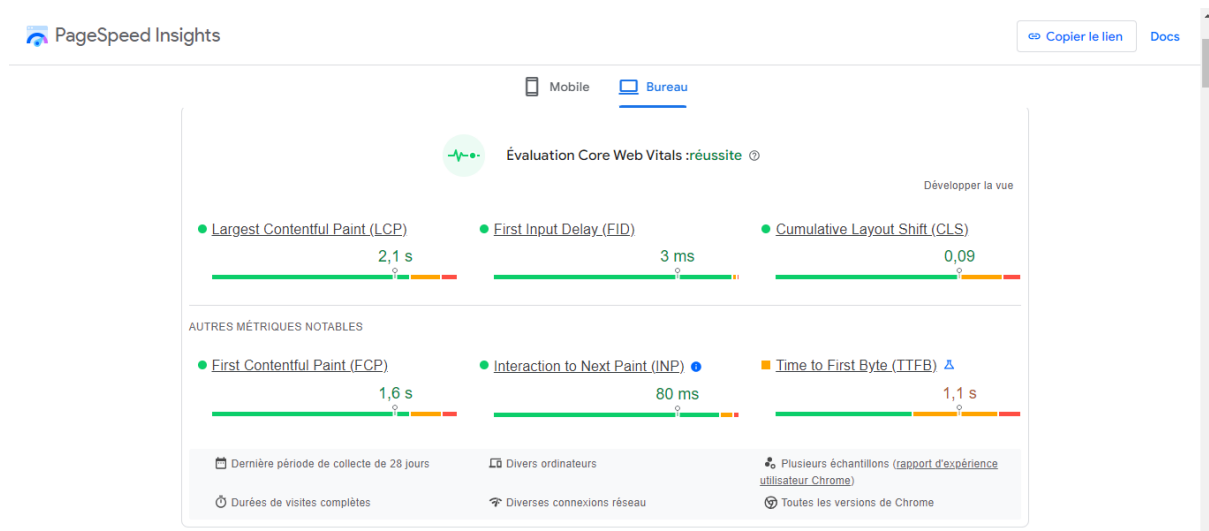 PageSpeed Insights
Copier le lien
Docs
Mobile
Bureau
Évaluation Core Web Vitals :réussite
Développer la vue
Largest Contentful Paint (LCP)
2,1 s
First Input Delay (FID)
3 ms
Cumulative Layout Shift (CLS)
0,09
AUTRES MÉTRIQUES NOTABLES
First Contentful Paint (FCP)
1,6 s
Interaction to Next Paint (INP)
80 ms
Time to First Byte (TTFB)
1,1 s
Dernière période de collecte de 28 jours
Divers ordinateurs
Plusieurs échantillons (rapport d'expérience
utilisateur Chrome)
Durées de visites complètes
Diverses connexions réseau
Toutes les versions de Chrome